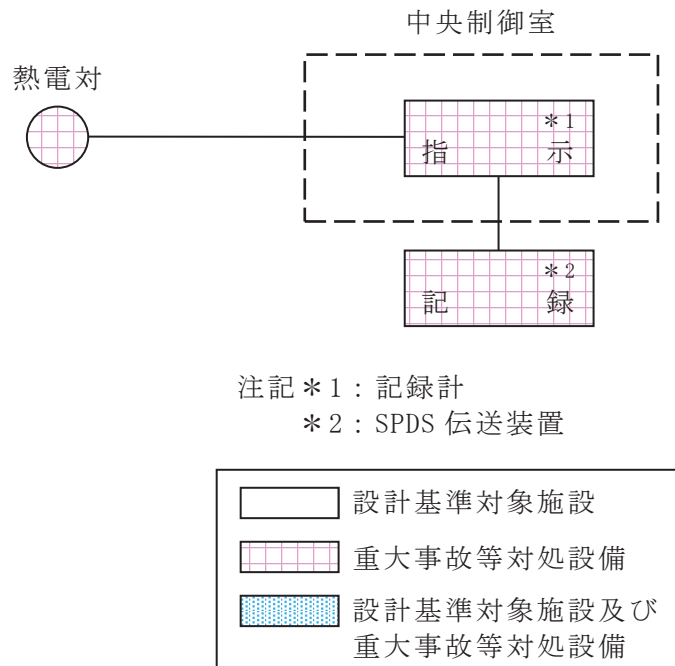 中央制御室
熱電対
＊1
指 示
＊2
記 録
注記＊1：記録計
＊2：SPDS 伝送装置
設計基準対象施設
重大事故等対処設備
設計基準対象施設及び
重大事故等対処設備